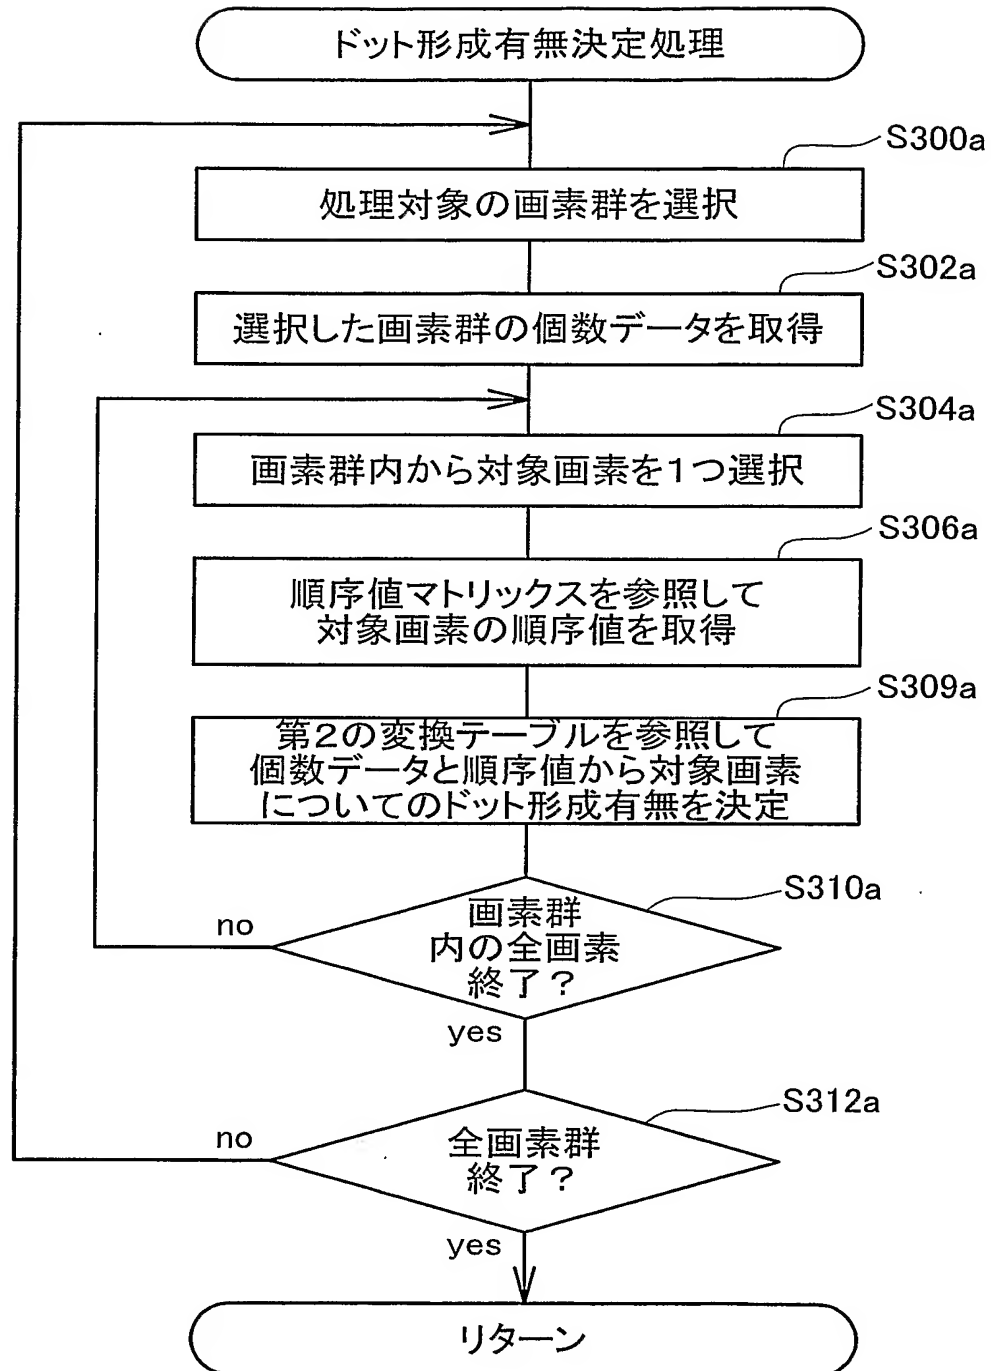 ドット形成有無決定処理
S300a
処理対象の画素群を選択
S302a
選択した画素群の個数データを取得
S304a
画素群内から対象画素を1つ選択
S306a
順序値マトリックスを参照して
対象画素の順序値を取得
S309a
第2の変換テーブルを参照して
個数データと順序値から対象画素
についてのドット形成有無を決定
S310a
画素群
内の全画素
終了?
no
yes
S312a
全画素群
終了?
no
yes
リターン